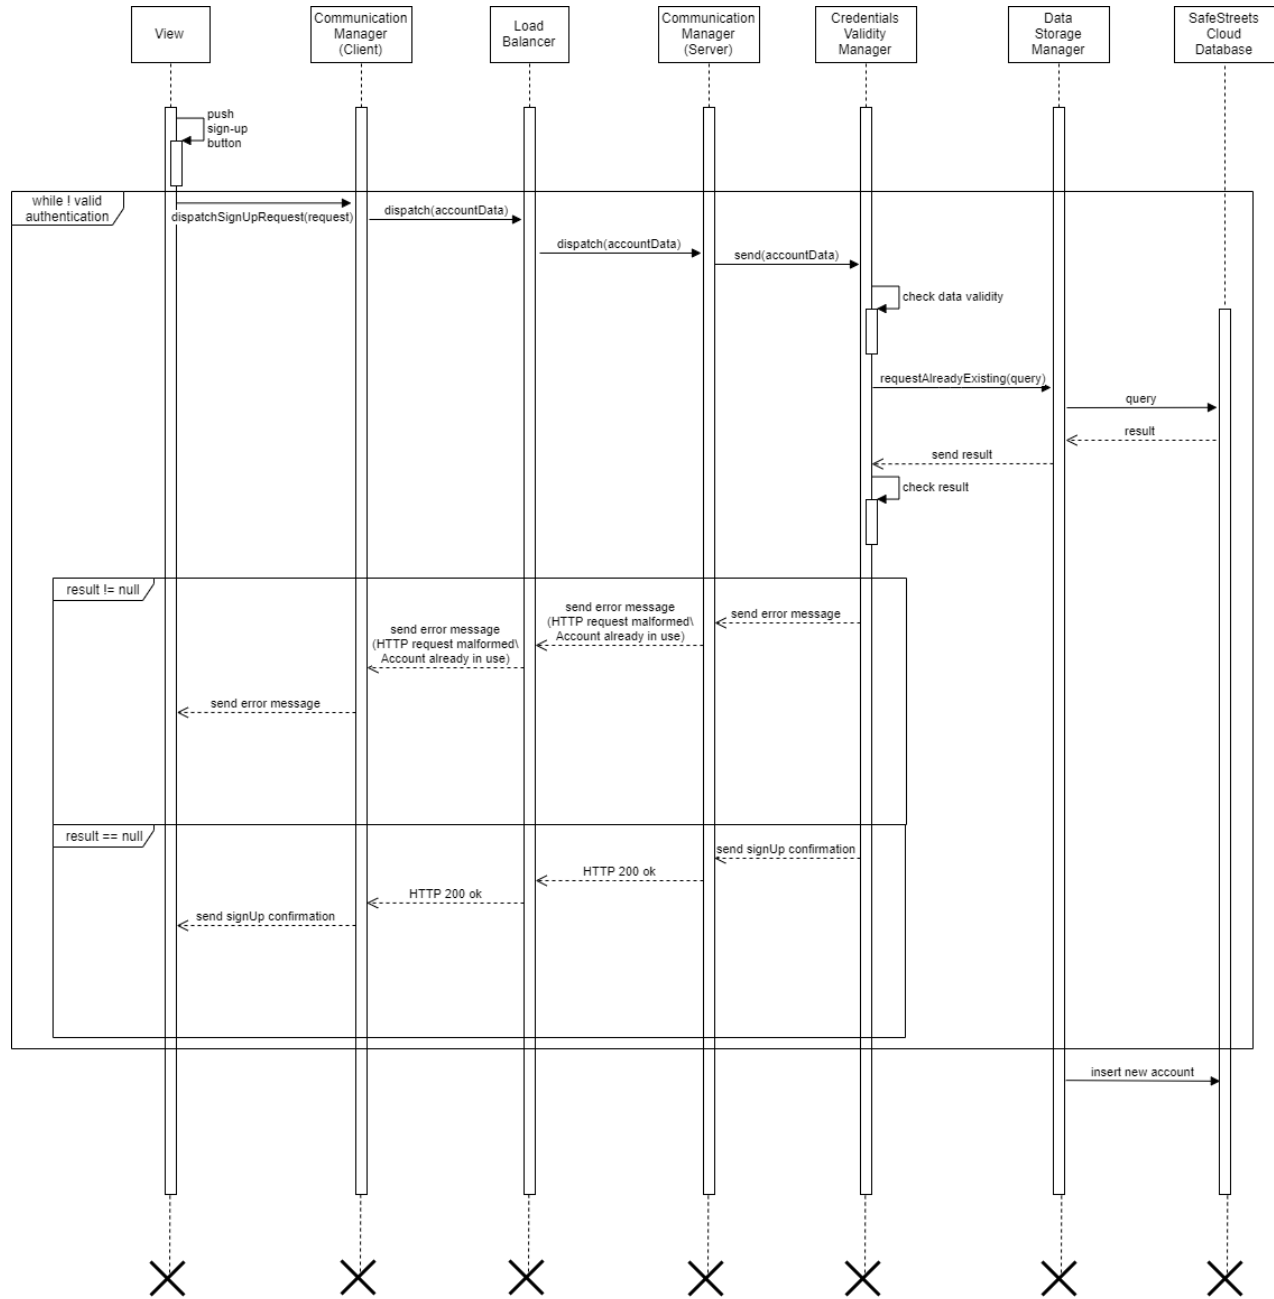 View
Communication
Manager
(Client)
Load
Balancer
Communication
Manager
(Server)
Credentials
Validity
Manager
Data
Storage
Manager
SafeStreets
Cloud
Database
push
sign-up
button
while ! valid
authentication
dispatchSignUpRequest(request)
dispatch(accountData)
dispatch(accountData)
send(accountData)
check data validity
requestAlreadyExisting(query)
query
result
send result
check result
result != null
send error message
send error message
(HTTP request malformed\
Account already in use)
send error message
(HTTP request malformed\
Account already in use)
send error message
result == null
send signUp confirmation
HTTP 200 ok
HTTP 200 ok
send signUp confirmation
insert new account